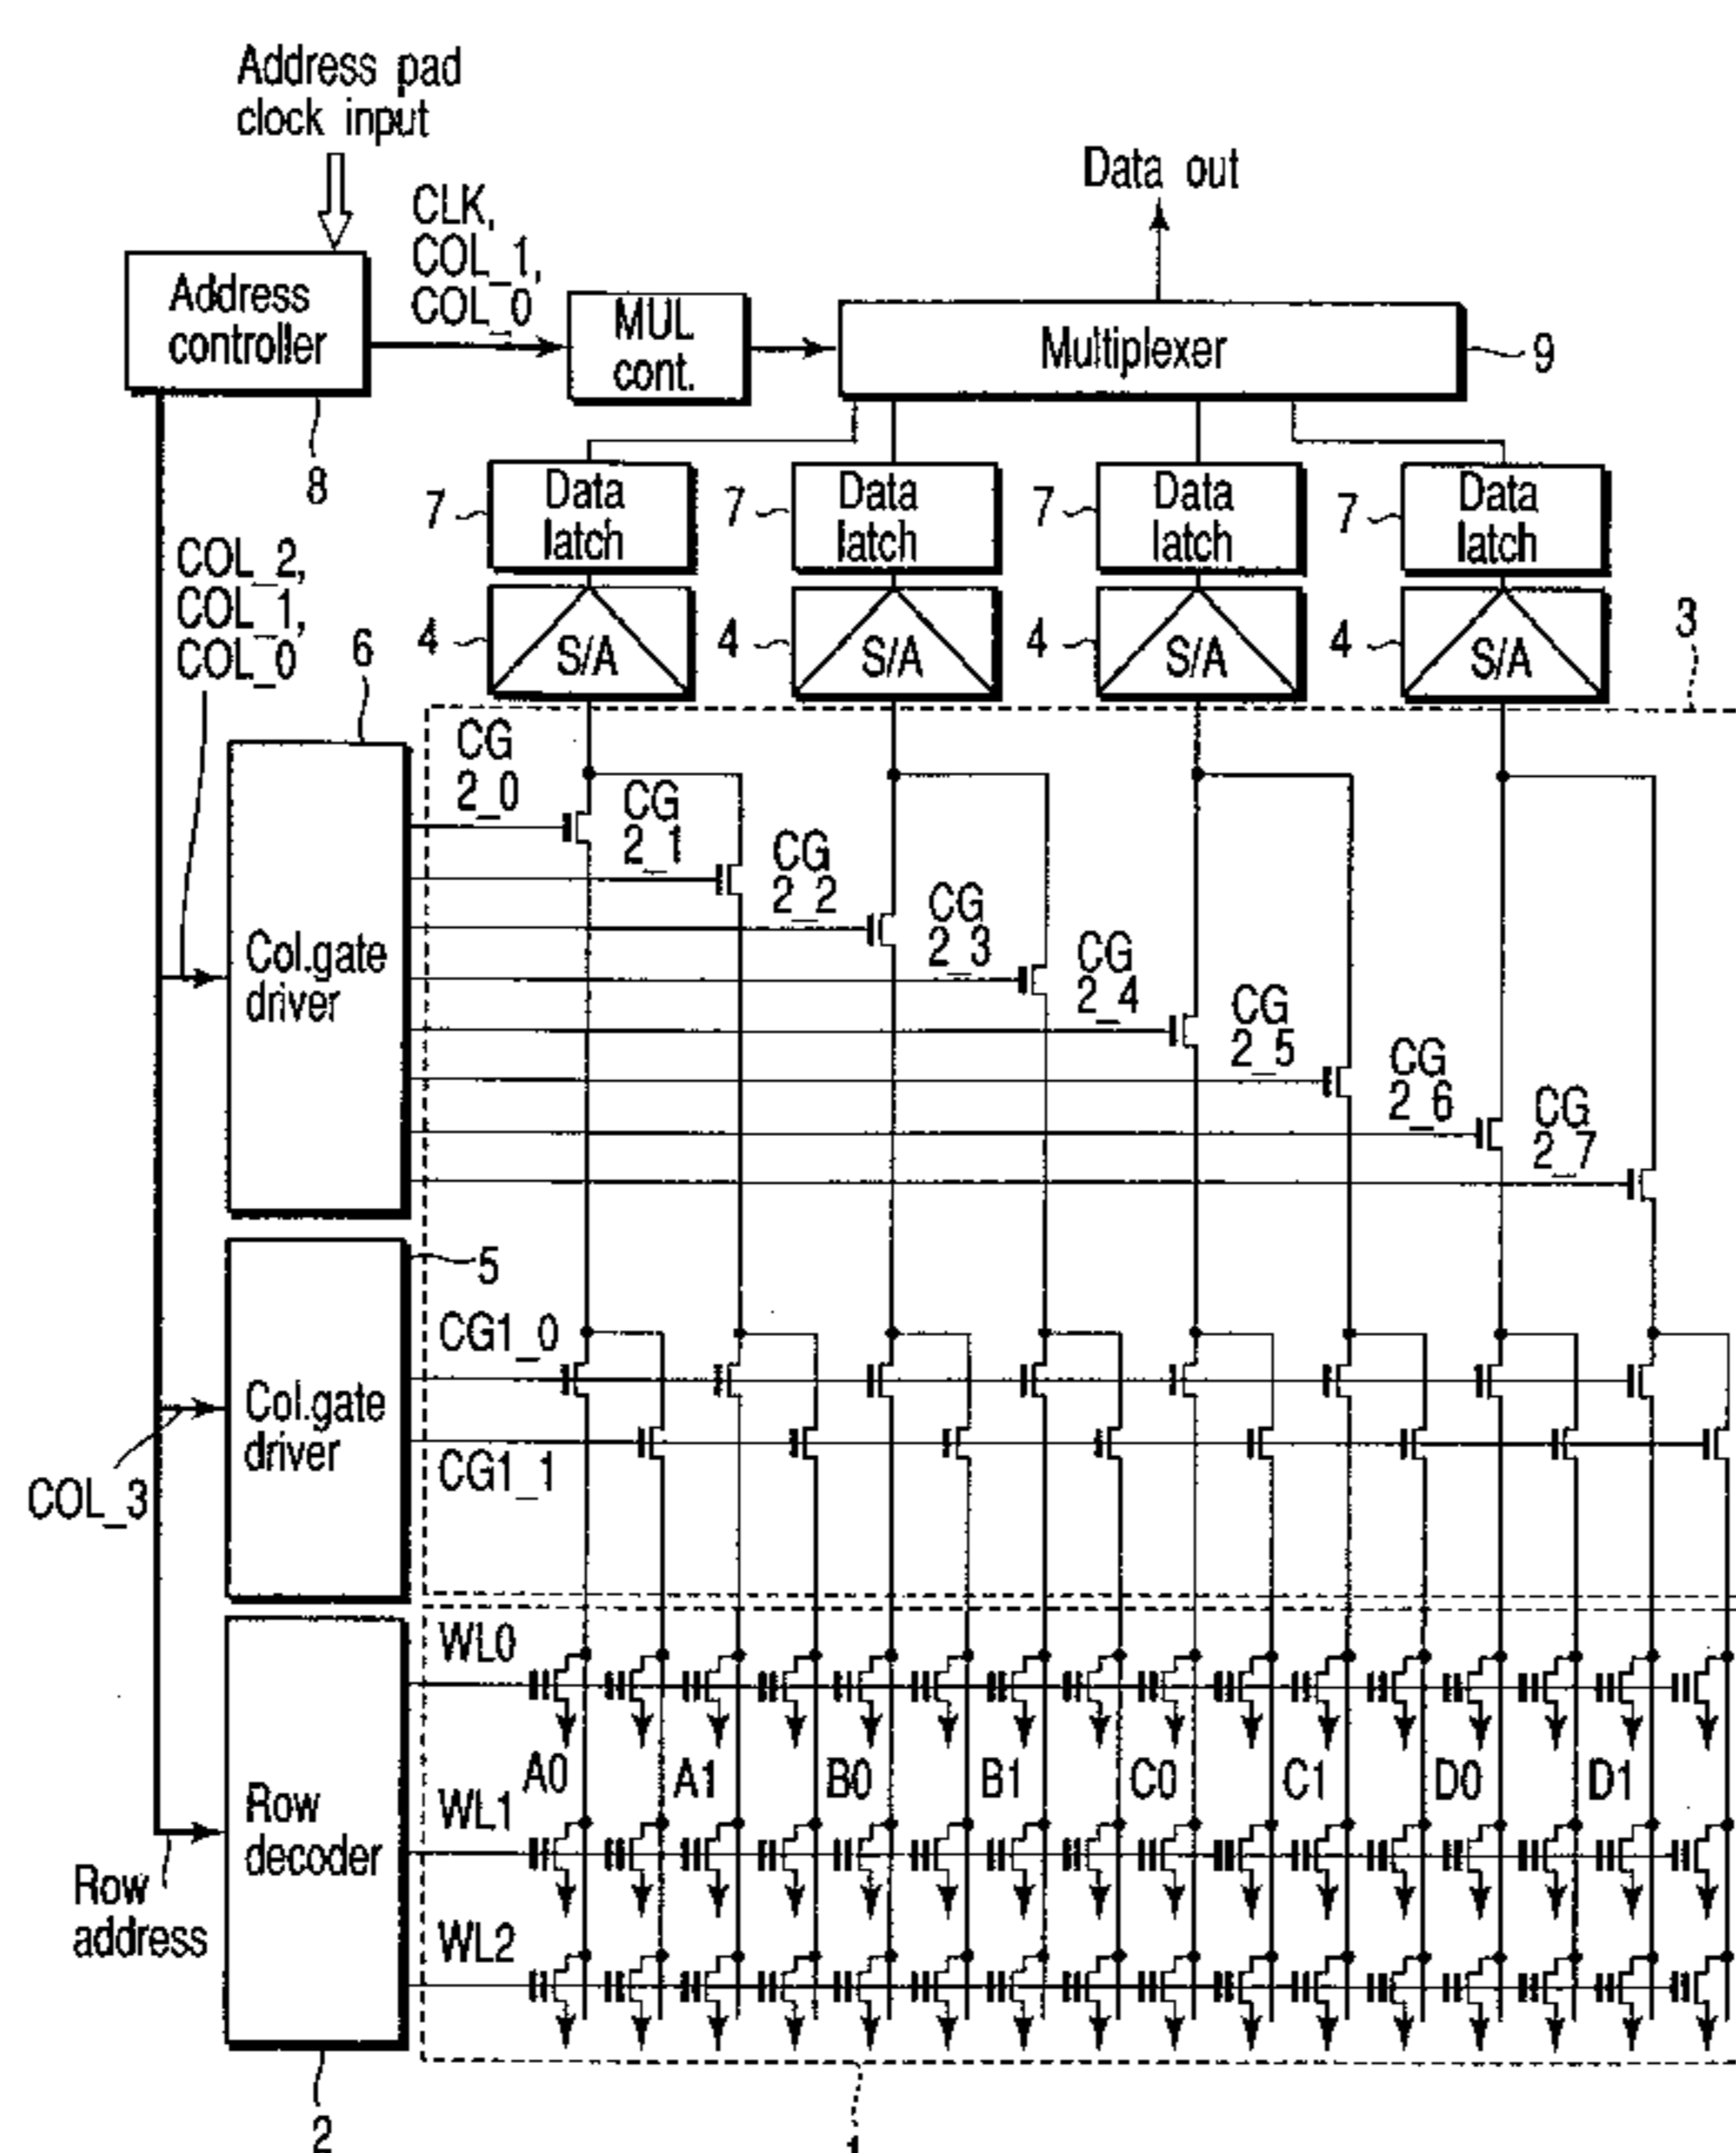 Address pad
clock input
CLK,
COL_1,
COL_0
Data out
Address
controller
MUL
cont.
Multiplexer
9
8
7
Data
latch
7
Data
latch
7
Data
latch
7
Data
latch
COL_2,
COL_1,
COL_0
6
4
S/A
4
S/A
4
S/A
4
S/A
3
CG
2_0
CG
2_1
CG
2_2
CG
2_3
CG
2_4
CG
2_5
CG
2_6
CG
2_7
Col.gate
driver
5
CG1_0
Col.gate
driver
CG1_1
COL_3
WL0
A0
A1
B0
B1
C0
C1
D0
D1
WL1
Row
decoder
Row
address
WL2
2
1